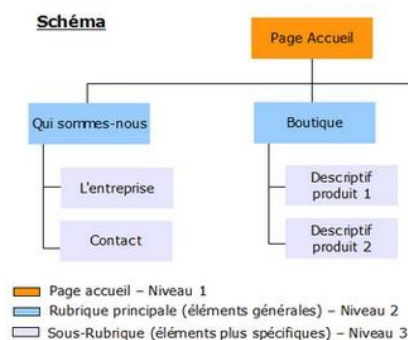 Schéma
Page Accueil
Qui sommes-nous
Boutique
L'entreprise
Descriptif
produit 1
Contact
Descriptif
produit 2
Page accueil – Niveau 1
Rubrique principale (éléments générales) – Niveau 2
Sous-Rubrique (éléments plus spécifiques) – Niveau 3